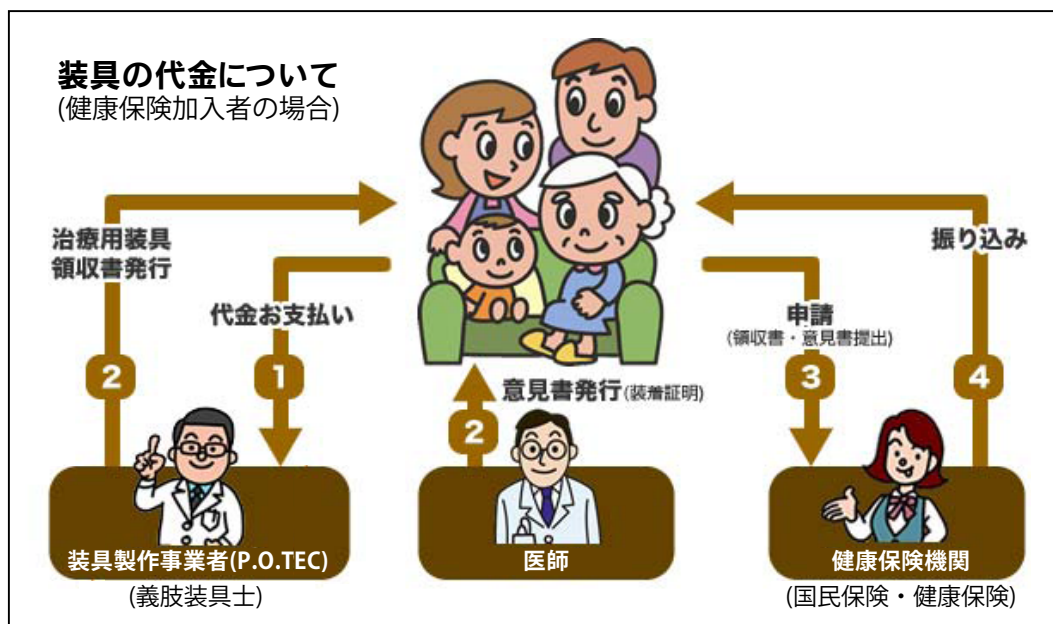 装具の代金について
(健康保険加入者の場合)
治療用装具
領収書発行
代金お支払い
振り込み
申請
(領収書・意見書提出)
2
1
3
4
意見書発行(装着証明)
2
装具製作事業者(P.O.TEC)
(義肢装具士)
医師
健康保険機関
(国民保険・健康保険)